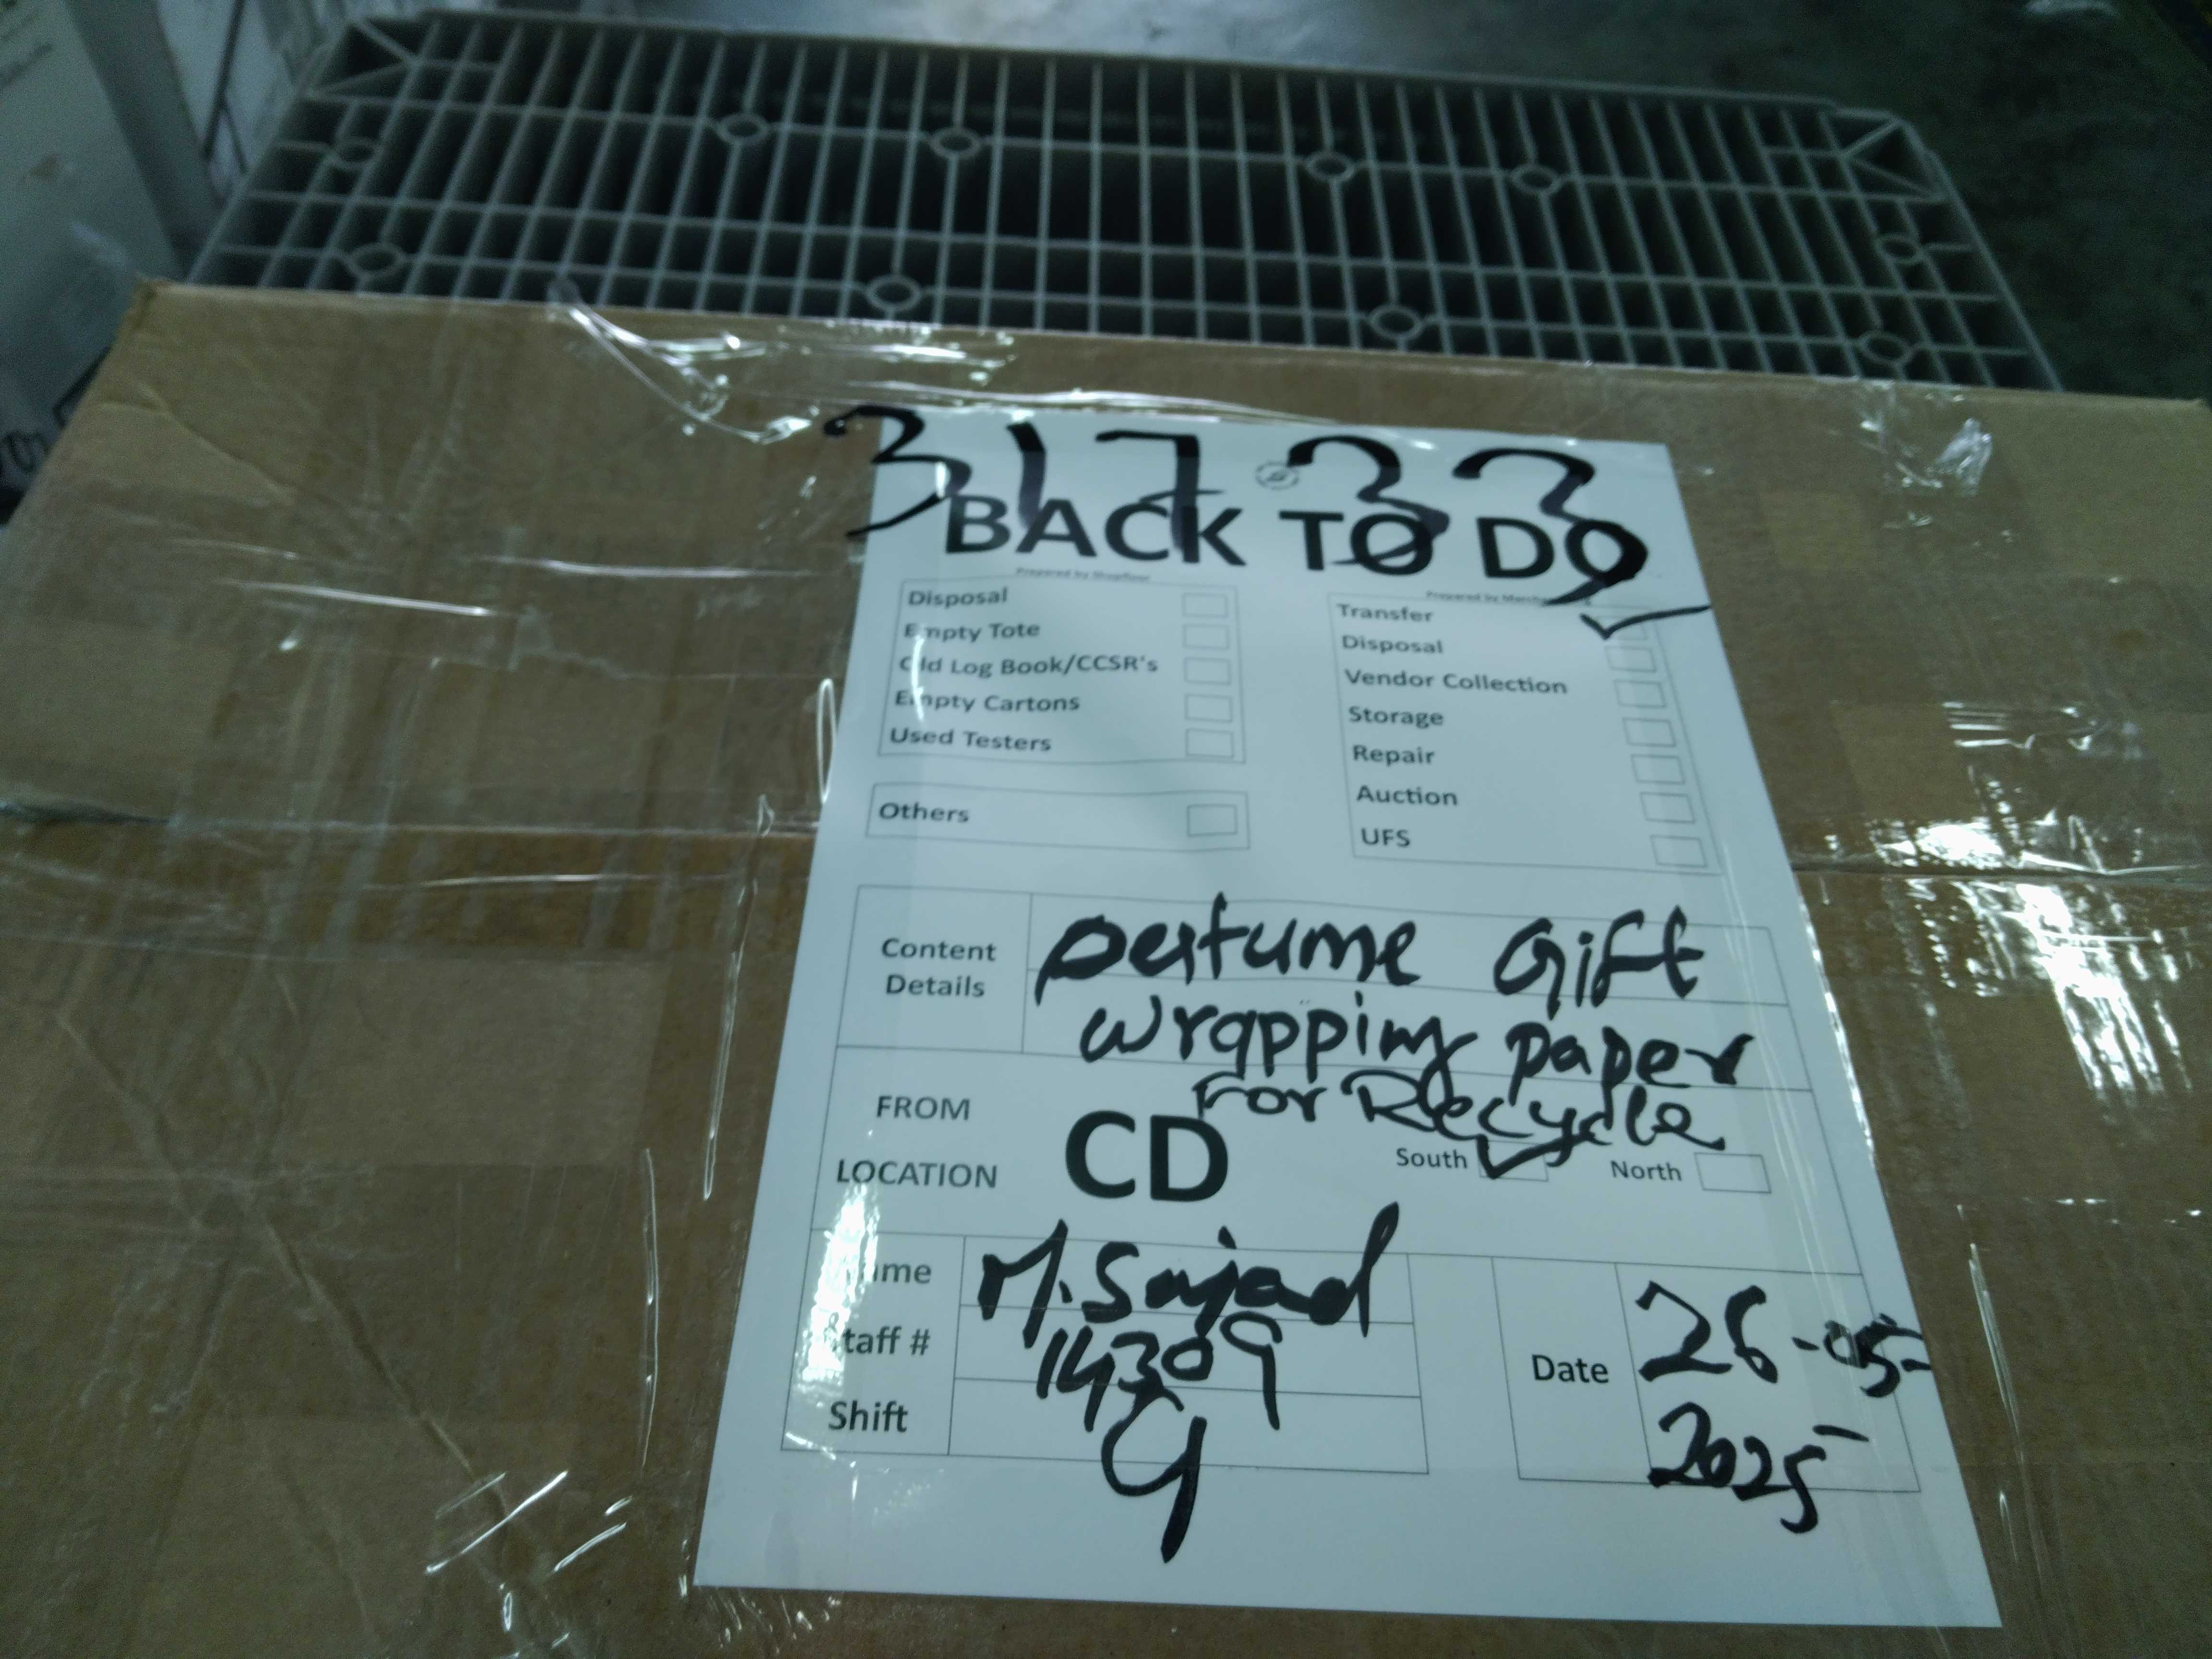 31733
BACK TO DO
Prepared by Shopfloor
Disposal
Empty Tote
Old Log Book/CCSR's
Empty Cartons
Used Testers
Others
Prepared by
Transfer ✓
Disposal
Vendor Collection
Storage
Repair
Auction
UFS
Content Details
perfume Gift
wrapping paper
For Recycle
FROM
LOCATION
CD
South ✓ North
Name M.Sajad
Staff # 14309
Shift G
Date 26-05-
2025